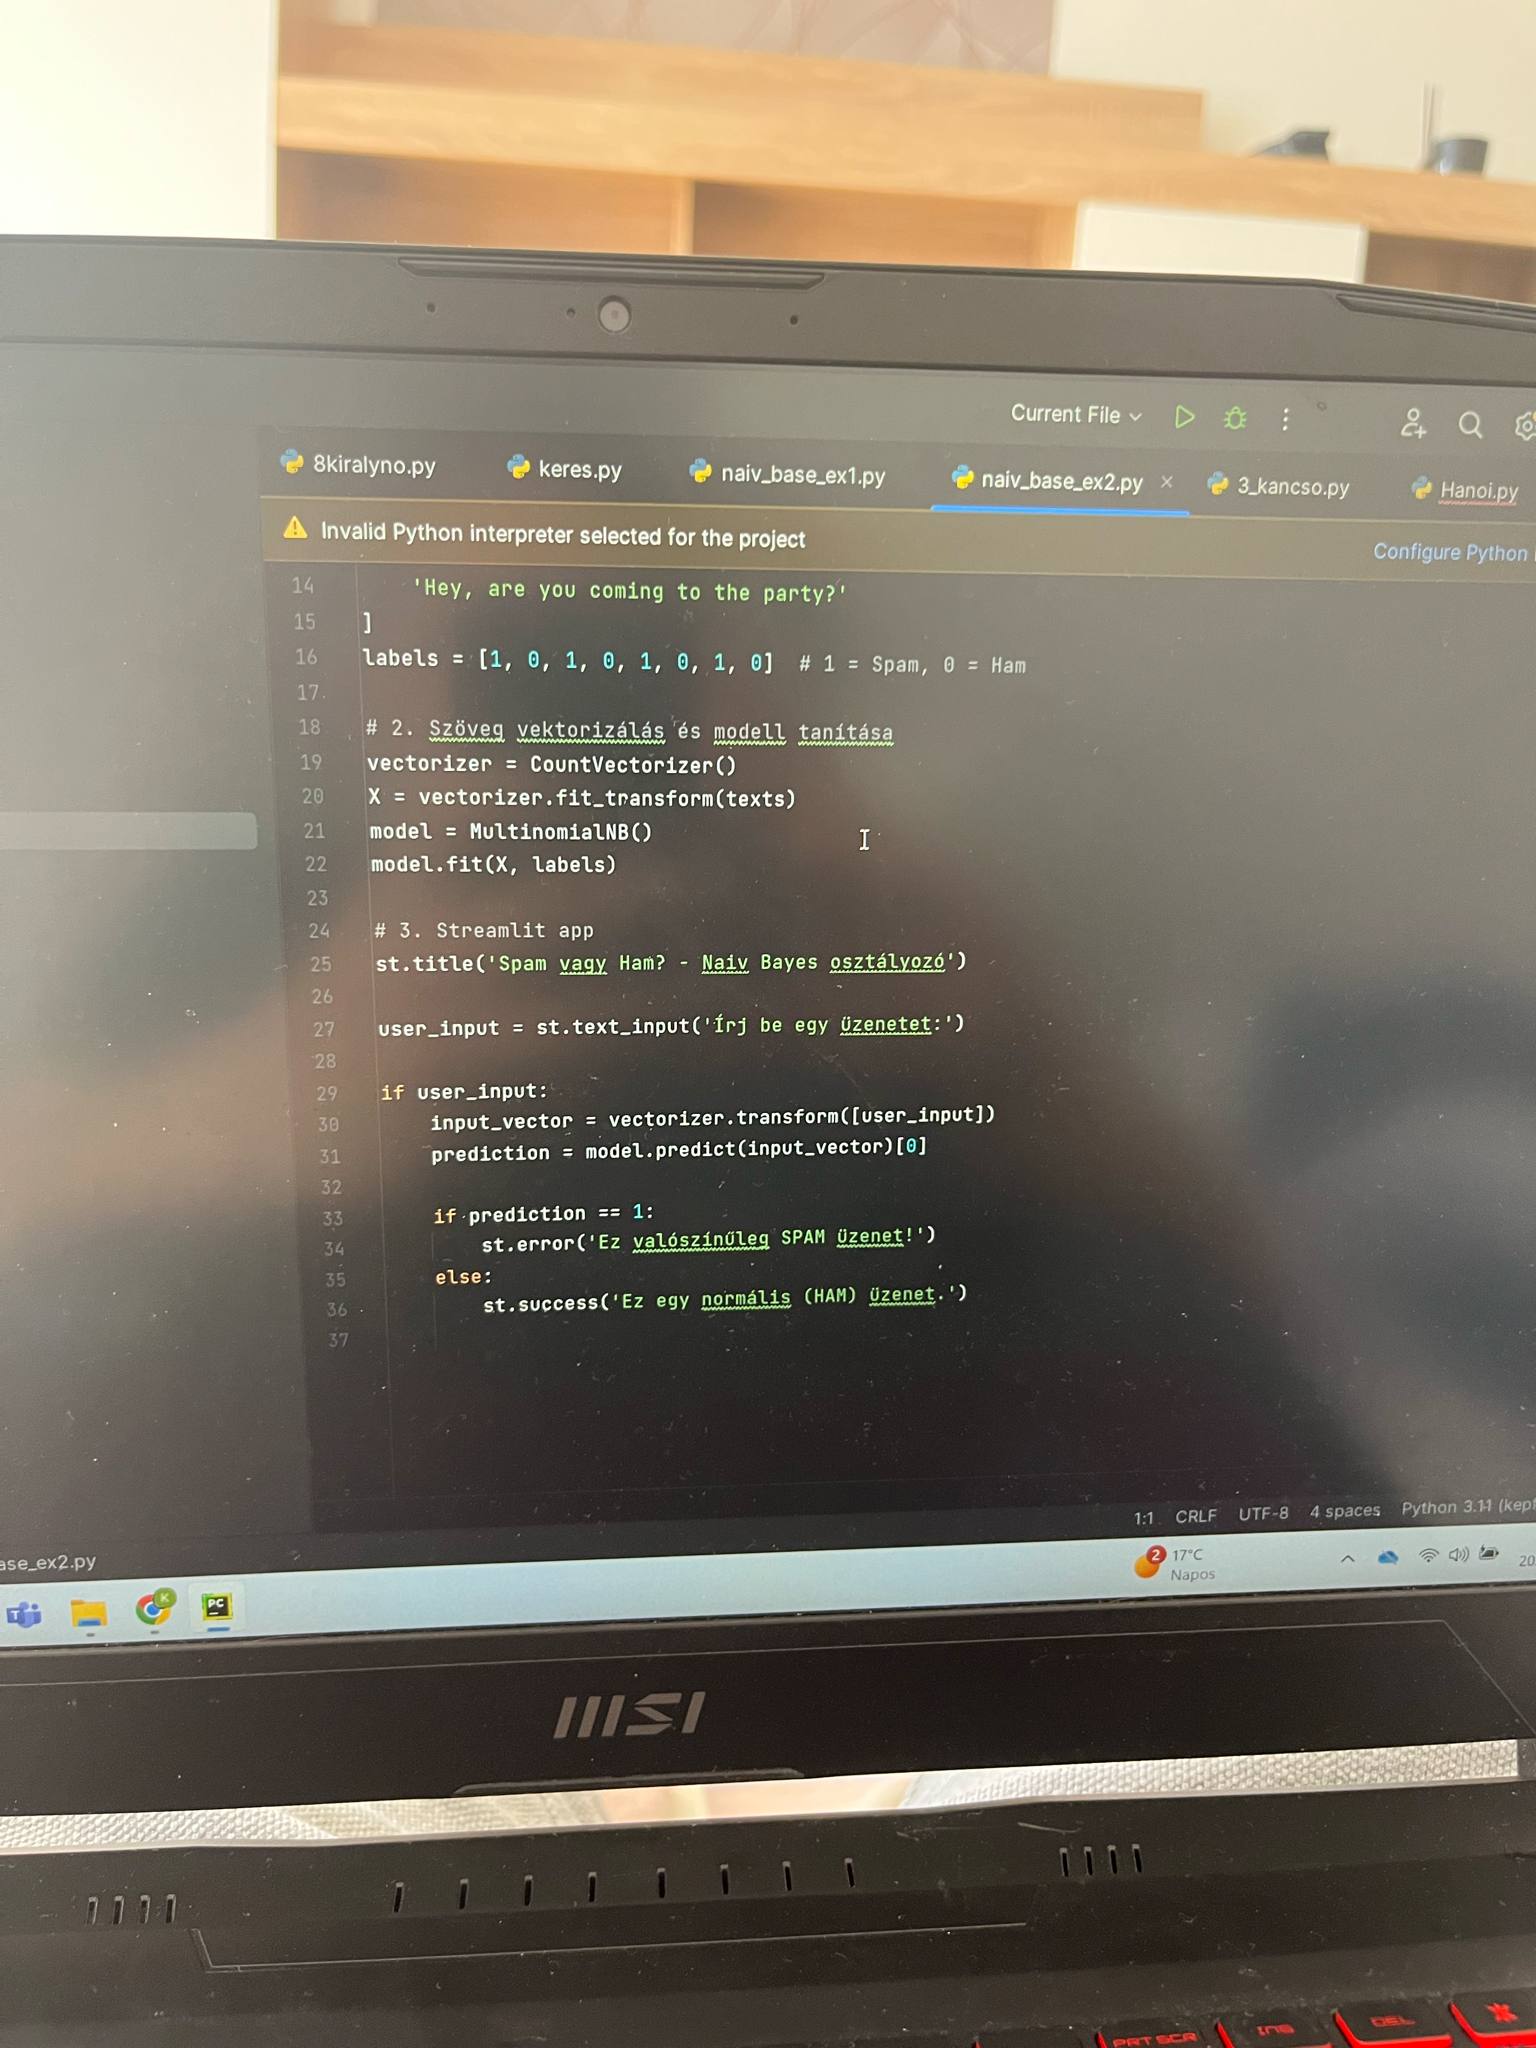 Current File
8kiralyno.py keres.py naiv_base_ex1.py naiv_base_ex2.py 3_kancso.py Hanoi.py
Invalid Python interpreter selected for the project Configure Python
14 'Hey, are you coming to the party?'
15 ]
16 labels = [1, 0, 1, 0, 1, 0, 1, 0] # 1 = Spam, 0 = Ham
17
18 # 2. Szöveg vektorizálás és modell tanítása
19 vectorizer = CountVectorizer()
20 X = vectorizer.fit_transform(texts)
21 model = MultinomialNB()
22 model.fit(X, labels)
23
24 # 3. Streamlit app
25 st.title('Spam vagy Ham? - Naiv Bayes osztályozó')
26
27 user_input = st.text_input('Írj be egy üzenetet:')
28
29 if user_input:
30 input_vector = vectorizer.transform([user_input])
31 prediction = model.predict(input_vector)[0]
32
33 if prediction == 1:
34 st.error('Ez valószínűleg SPAM üzenet!')
35 else:
36 st.success('Ez egy normális (HAM) üzenet.')
37
1:1 CRLF UTF-8 4 spaces Python 3.11 (kepf
ase_ex2.py
2 17°C
Napos
20
K
PC
msi
PRT SCR INS DEL